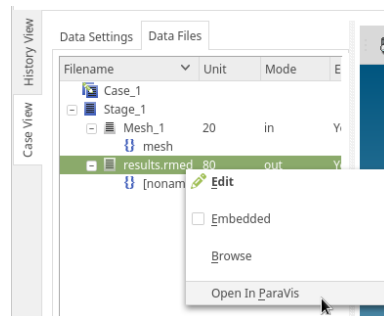 History View
Case View
Data Settings
Data Files
Filename Unit Mode E
Case_1
Stage_1
Mesh_1 20 in
mesh
results.rmed 80 out
[nonam
Edit
Embedded
Browse
Open In ParaVis